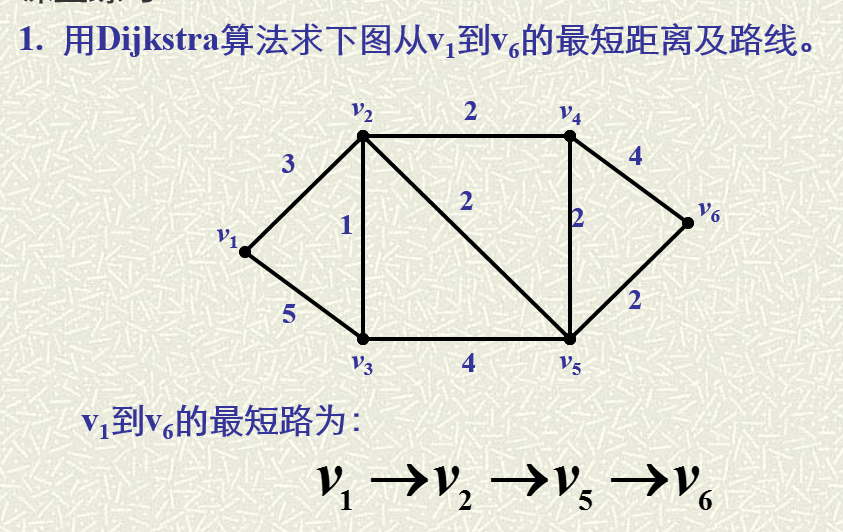 1. 用Dijkstra算法求下图从v₁到v₆的最短距离及路线。
v₂ 2 v₄
3 4
2
1 2 v₆
v₁
5 2
v₃ 4 v₅
v₁到v₆的最短路为：
v₁ → v₂ → v₅ → v₆